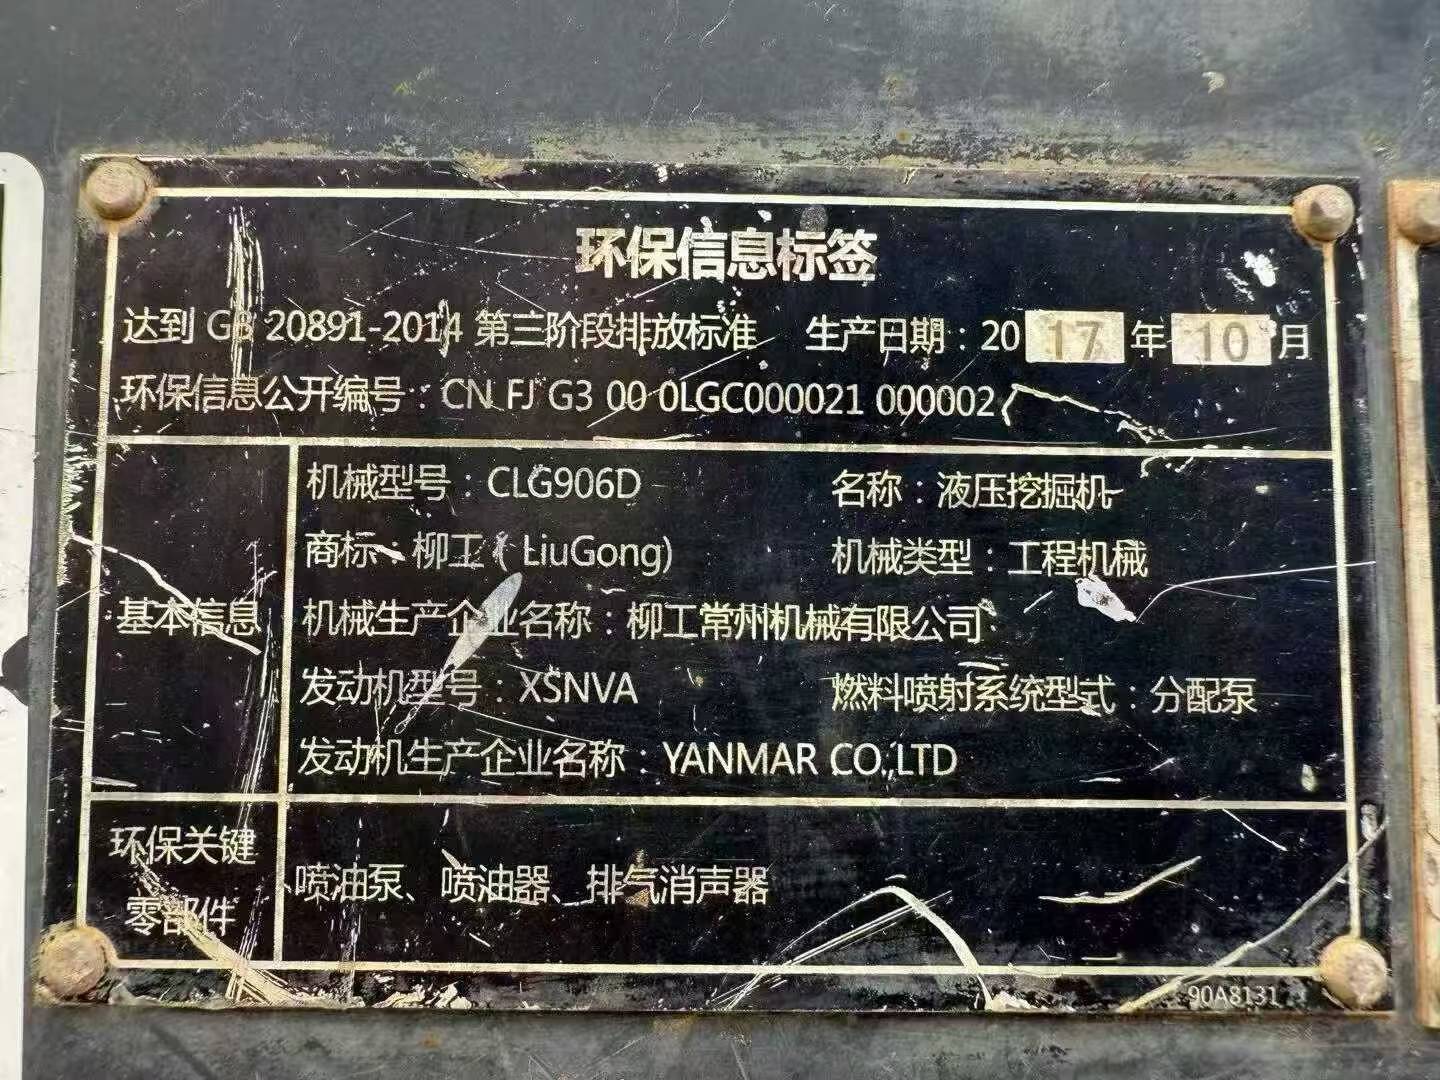 环保信息标签
达到 GB 20891-2014 第三阶段排放标准 生产日期：20 17 年 10 月
环保信息公开编号：CN FJ G3 00 0LGC000021 000002
基本信息
机械型号：CLG906D 名称：液压挖掘机
商标：柳工（LiuGong) 机械类型：工程机械
机械生产企业名称：柳工常州机械有限公司
发动机型号：XSNVA 燃料喷射系统型式：分配泵
发动机生产企业名称：YANMAR CO.,LTD
环保关键
零部件
喷油泵、喷油器、排气消声器
90A8131